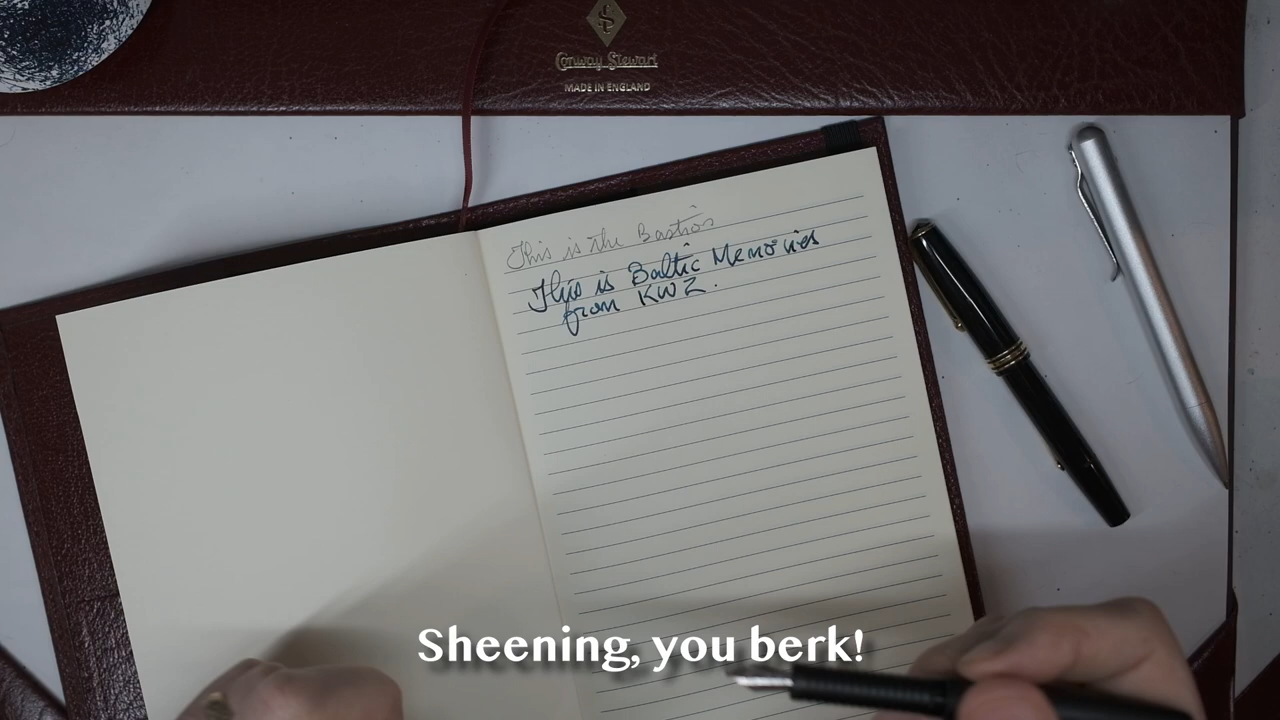 Conway Stewart
MADE IN ENGLAND
This is the Bastion
This is Baltic Memories
from KWZ.
Sheening, you berk!